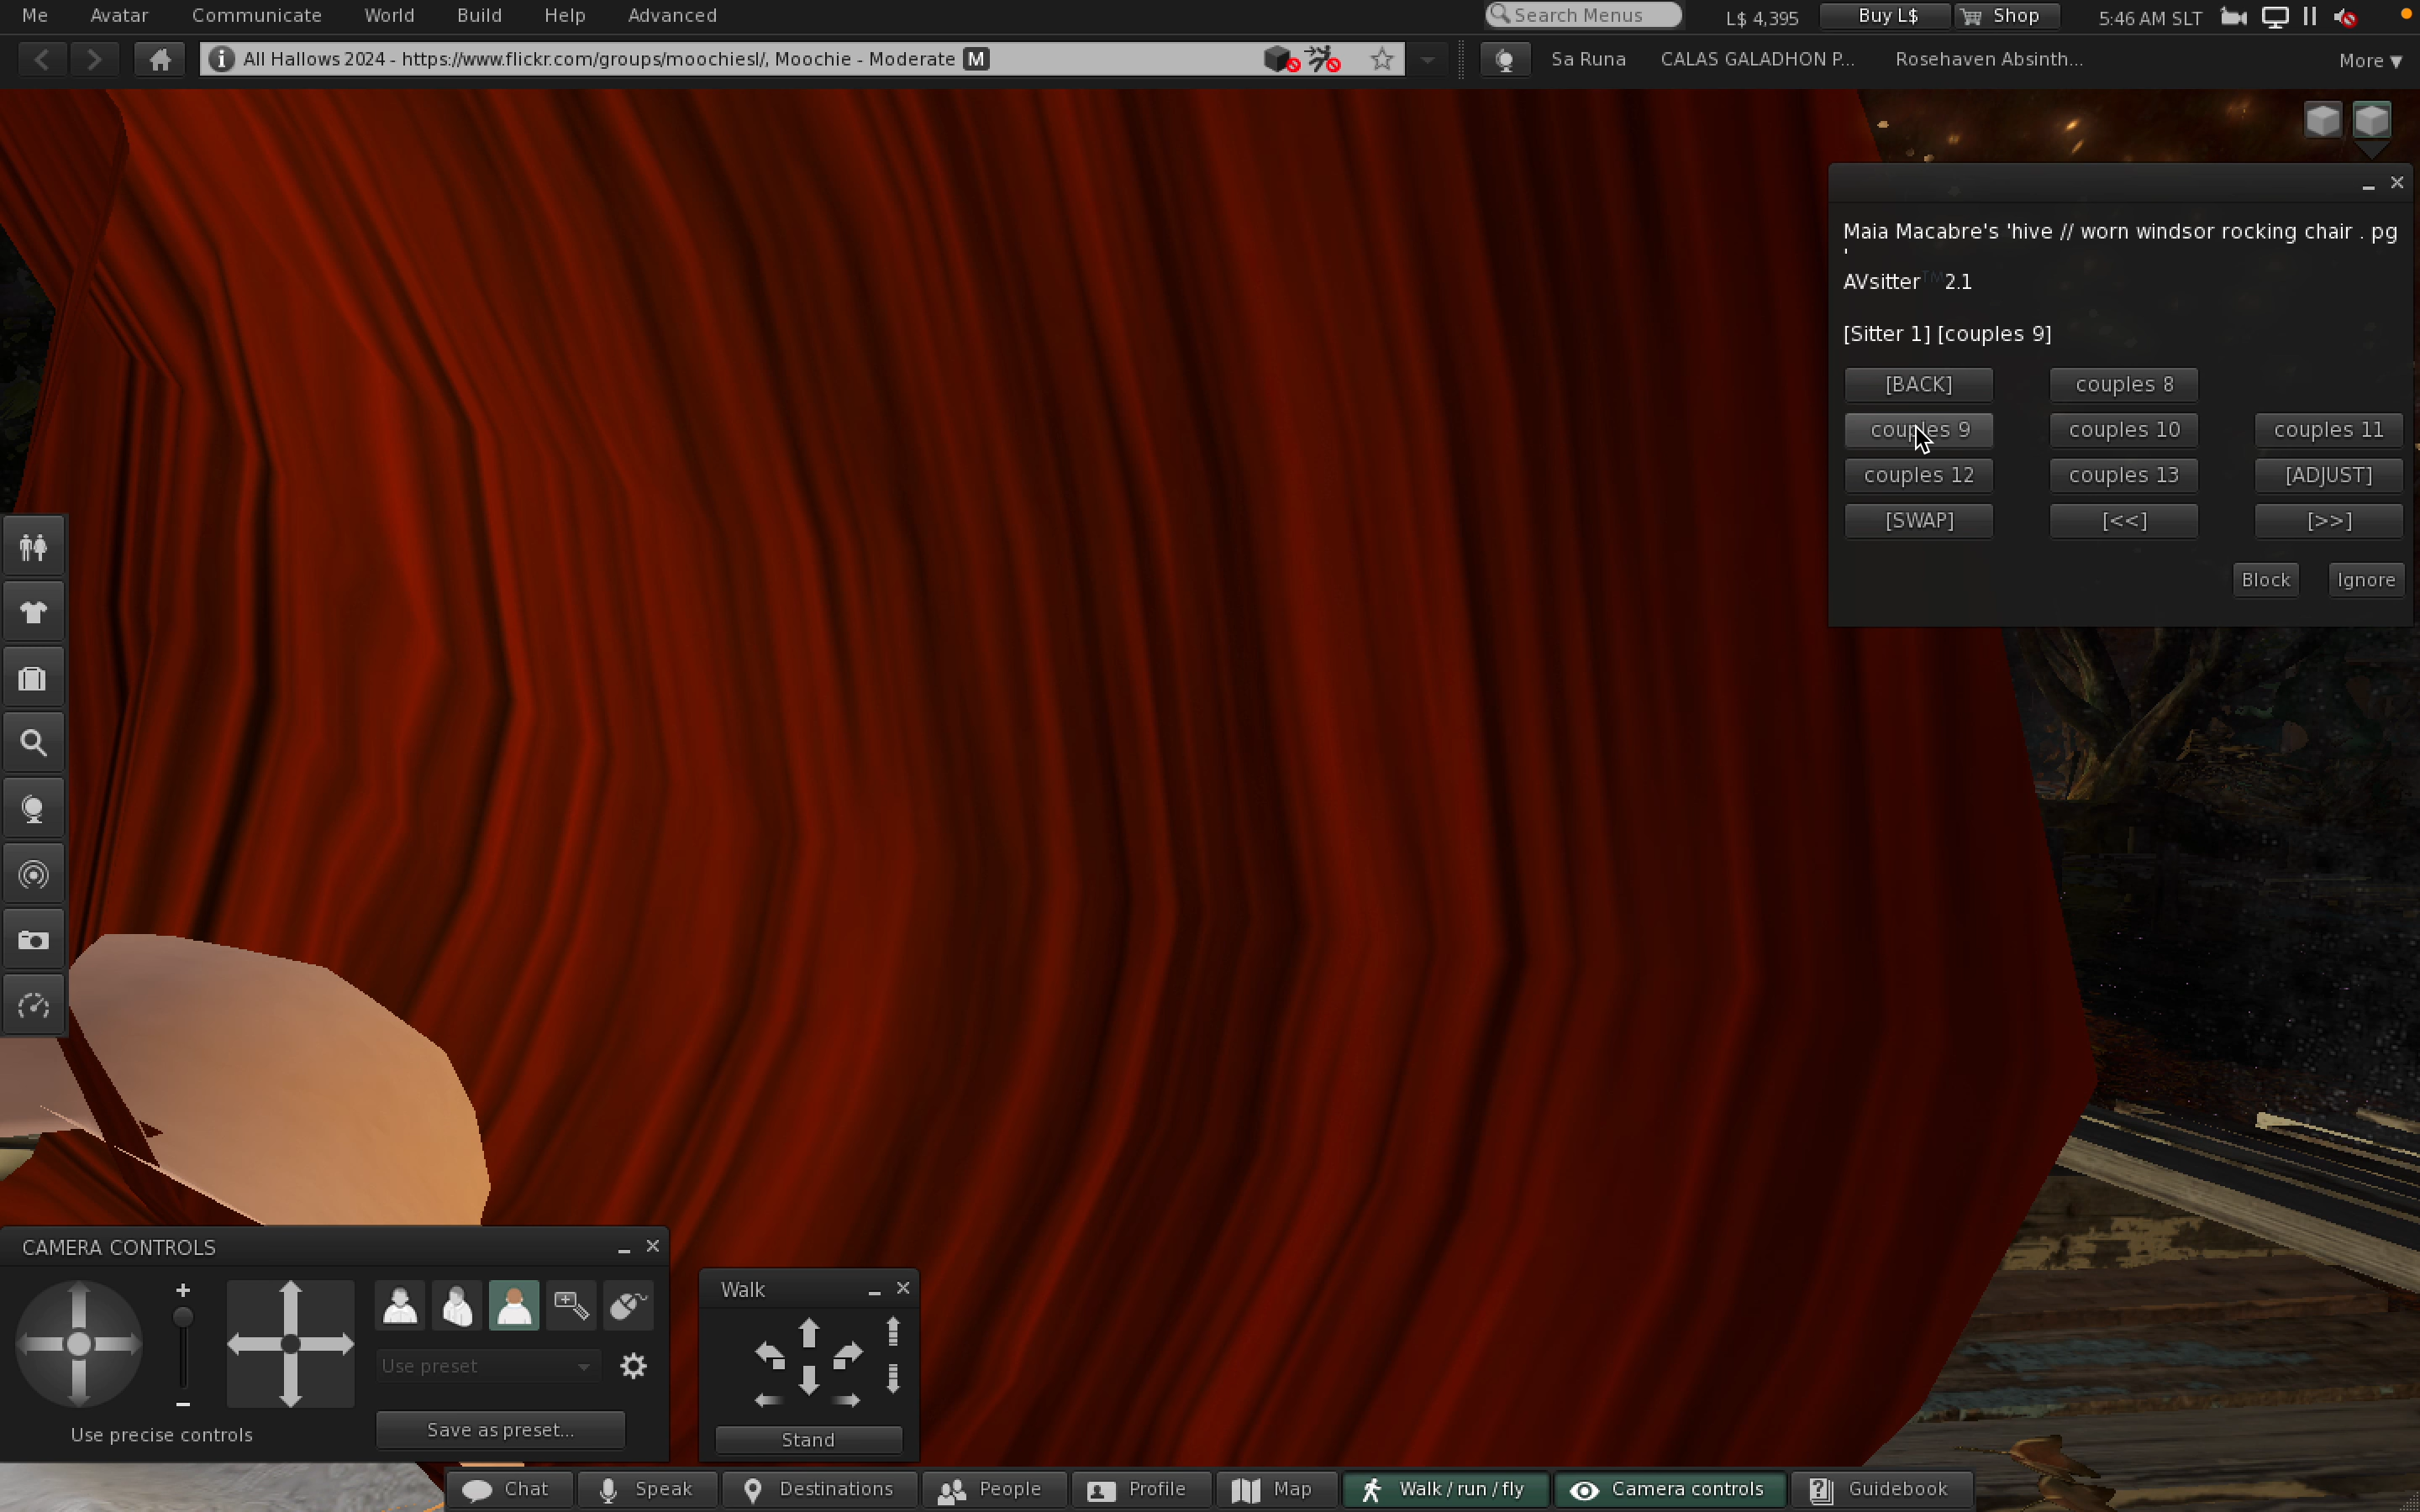 Me Avatar Communicate World Build Help Advanced Search Menus L$ 4,395 Buy L$ Shop 5:46 AM SLT
All Hallows 2024 - https://www.flickr.com/groups/moochiesl/, Moochie - Moderate M Sa Runa CALAS GALADHON P... Rosehaven Absinth... More ▼
Maia Macabre's 'hive // worn windsor rocking chair . pg
'
AVsitter™ 2.1
[Sitter 1] [couples 9]
[BACK] couples 8
couples 9 couples 10 couples 11
couples 12 couples 13 [ADJUST]
[SWAP] [<<] [>>]
Block Ignore
CAMERA CONTROLS
Use preset
Save as preset...
Use precise controls
Walk
Stand
Chat Speak Destinations People Profile Map Walk / run / fly Camera controls Guidebook